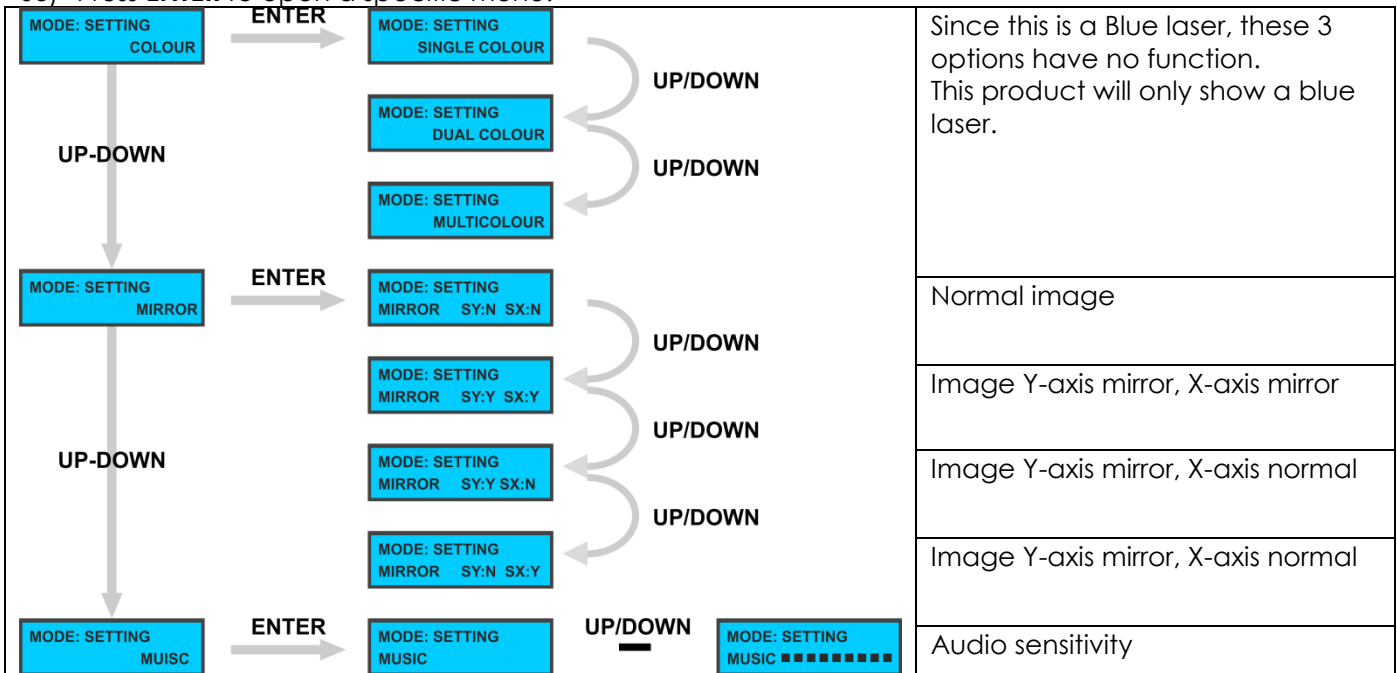 ENTER
MODE: SETTING
COLOUR
MODE: SETTING
SINGLE COLOUR
UP/DOWN
MODE: SETTING
DUAL COLOUR
UP/DOWN
MODE: SETTING
MULTICOLOUR
UP-DOWN
Since this is a Blue laser, these 3
options have no function.
This product will only show a blue
laser.
MODE: SETTING
MIRROR
ENTER
MODE: SETTING
MIRROR SY:N SX:N
Normal image
UP/DOWN
MODE: SETTING
MIRROR SY:Y SX:Y
Image Y-axis mirror, X-axis mirror
UP/DOWN
UP-DOWN
MODE: SETTING
MIRROR SY:Y SX:N
Image Y-axis mirror, X-axis normal
UP/DOWN
MODE: SETTING
MIRROR SY:N SX:Y
Image Y-axis mirror, X-axis normal
MODE: SETTING
MUISC
ENTER
MODE: SETTING
MUSIC
UP/DOWN
MODE: SETTING
MUSIC ■■■■■■■■■
Audio sensitivity